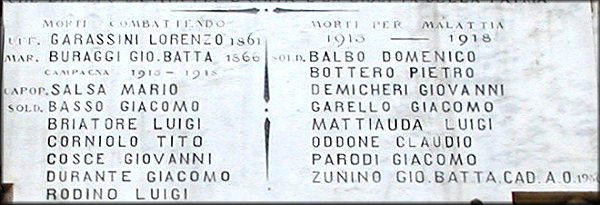 MORTI COMBATTENDO
UFF. GARASSINI LORENZO 1861
MAR. BURAGGI GIO.BATTA 1866
CAMPAGNA 1915-1918
CAPOR. SALSA MARIO
SOLD. BASSO GIACOMO
BRIATORE LUIGI
CORNIOLO TITO
COSCE GIOVANNI
DURANTE GIACOMO
RODINO LUIGI
MORTI PER MALATTIA
1915 — 1918
SOLD. BALBO DOMENICO
BOTTERO PIETRO
DEMICHERI GIOVANNI
GARELLO GIACOMO
MATTIAUDA LUIGI
ODDONE CLAUDIO
PARODI GIACOMO
ZUNINO GIO.BATTA.CAD.A.O.